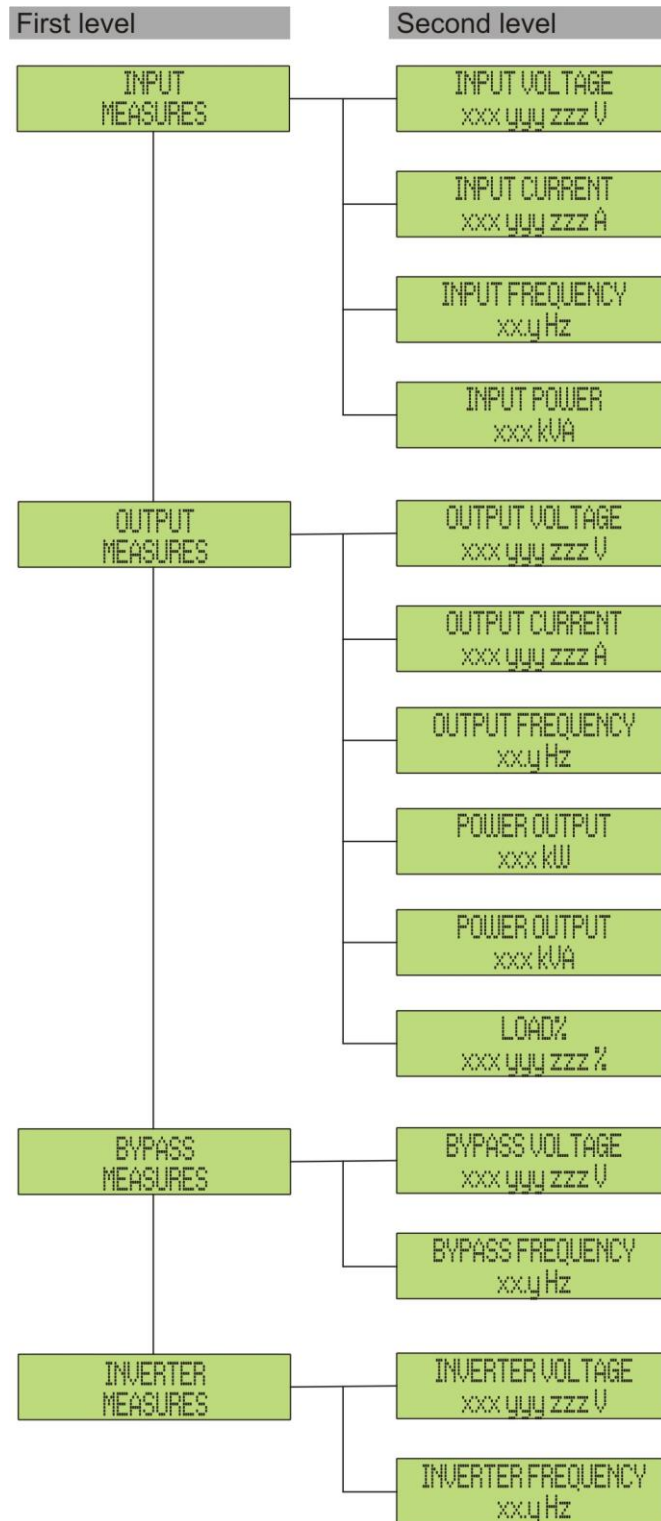 First level
Second level
INPUT
MEASURES
INPUT VOLTAGE
xxx yyy zzz V
INPUT CURRENT
xxx yyy zzz A
INPUT FREQUENCY
xx.y Hz
INPUT POWER
xxx kVA
OUTPUT
MEASURES
OUTPUT VOLTAGE
xxx yyy zzz V
OUTPUT CURRENT
xxx yyy zzz A
OUTPUT FREQUENCY
xx.y Hz
POWER OUTPUT
xxx kW
POWER OUTPUT
xxx kVA
LOAD%
xxx yyy zzz %
BYPASS
MEASURES
BYPASS VOLTAGE
xxx yyy zzz V
BYPASS FREQUENCY
xx.y Hz
INVERTER
MEASURES
INVERTER VOLTAGE
xxx yyy zzz V
INVERTER FREQUENCY
xx.y Hz